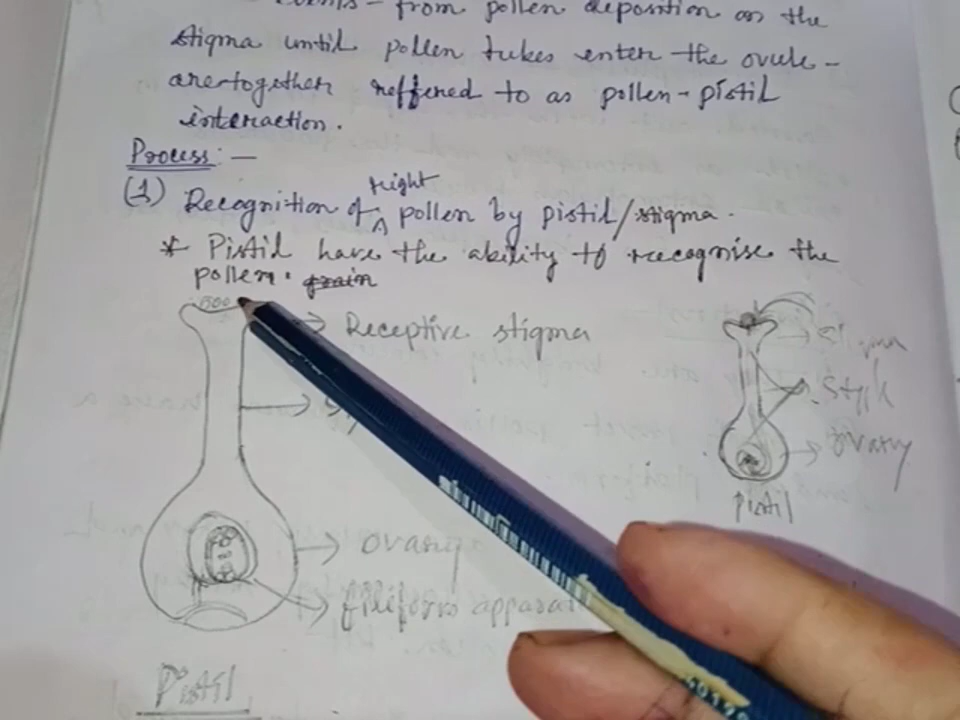 from pollen deposition on the
stigma until pollen tubes enter the ovule -
are together reffered to as pollen - pistil
interaction.
Process: —
(1) Recognition of right pollen by pistil/stigma.
* Pistil have the ability to recognise the
pollen. grain
Receptive stigma
ovary
filiform appara
Pistil
Stigma
Style
Ovary
Pistil